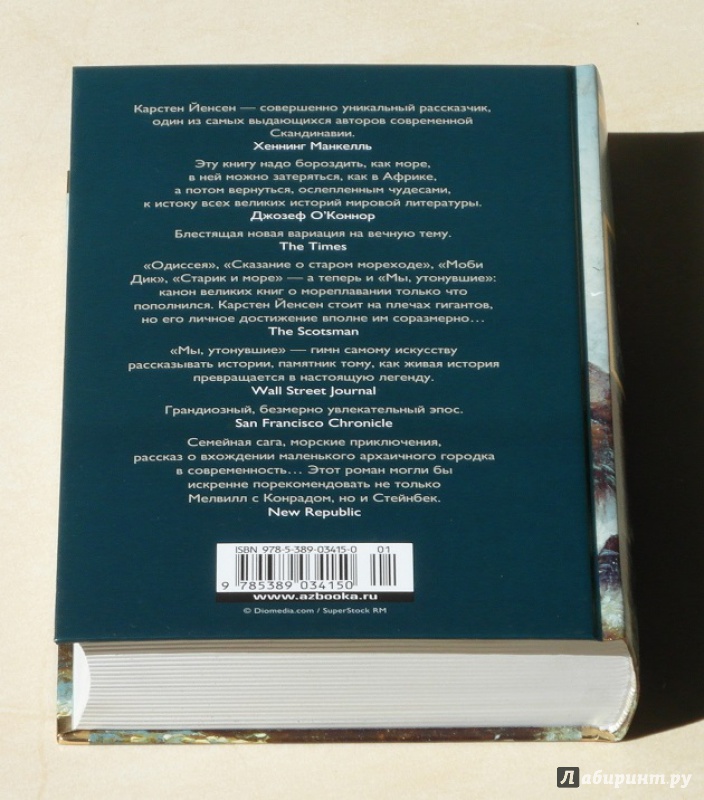 Карстен Йенсен — совершенно уникальный рассказчик,
один из самых выдающихся авторов современной
Скандинавии.
Хеннинг Манкелль
Эту книгу надо бороздить, как море,
в ней можно затеряться, как в Африке,
а потом вернуться, ослепленным чудесами,
к истоку всех великих историй мировой литературы.
Джозеф О'Коннор
Блестящая новая вариация на вечную тему.
The Times
«Одиссея», «Сказание о старом мореходе», «Моби
Дик», «Старик и море» — а теперь и «Мы, утонувшие»:
канон великих книг о мореплавании только что
пополнился. Карстен Йенсен стоит на плечах гигантов,
но его личное достижение вполне им соразмерно...
The Scotsman
«Мы, утонувшие» — гимн самому искусству
рассказывать истории, памятник тому, как живая история
превращается в настоящую легенду.
Wall Street Journal
Грандиозный, безмерно увлекательный эпос.
San Francisco Chronicle
Семейная сага, морские приключения,
рассказ о вхождении маленького архаичного городка
в современность... Этот роман могли бы
искренне порекомендовать не только
Мелвилл с Конрадом, но и Стейнбек.
New Republic
ISBN 978-5-389-03415-0 01
9 785389 034150
www.azbooka.ru
© Diomedia.com / SuperStock RM
Лабиринт.ру